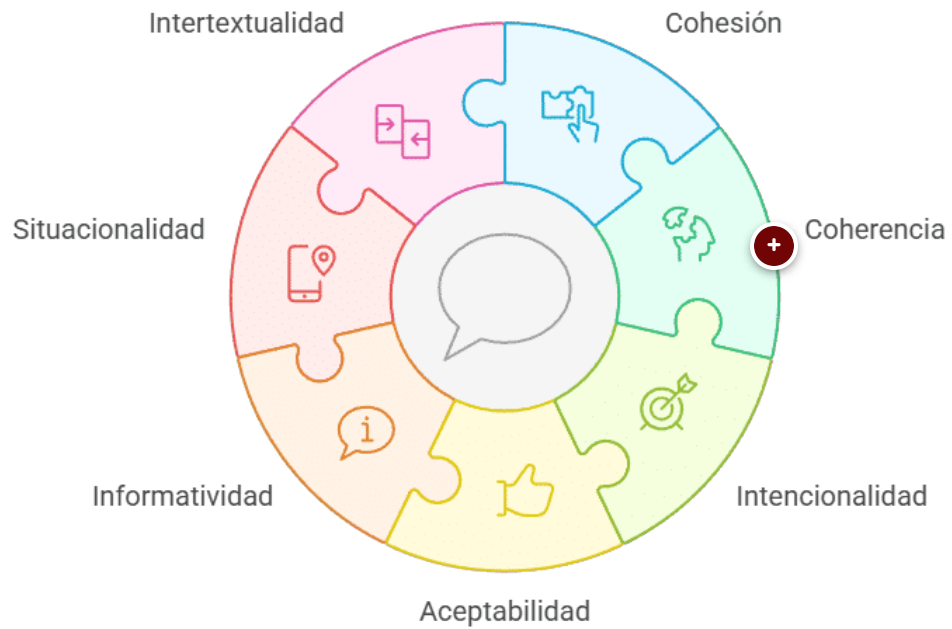 Intertextualidad
Cohesión
Situacionalidad
Coherencia
Informatividad
Intencionalidad
Aceptabilidad